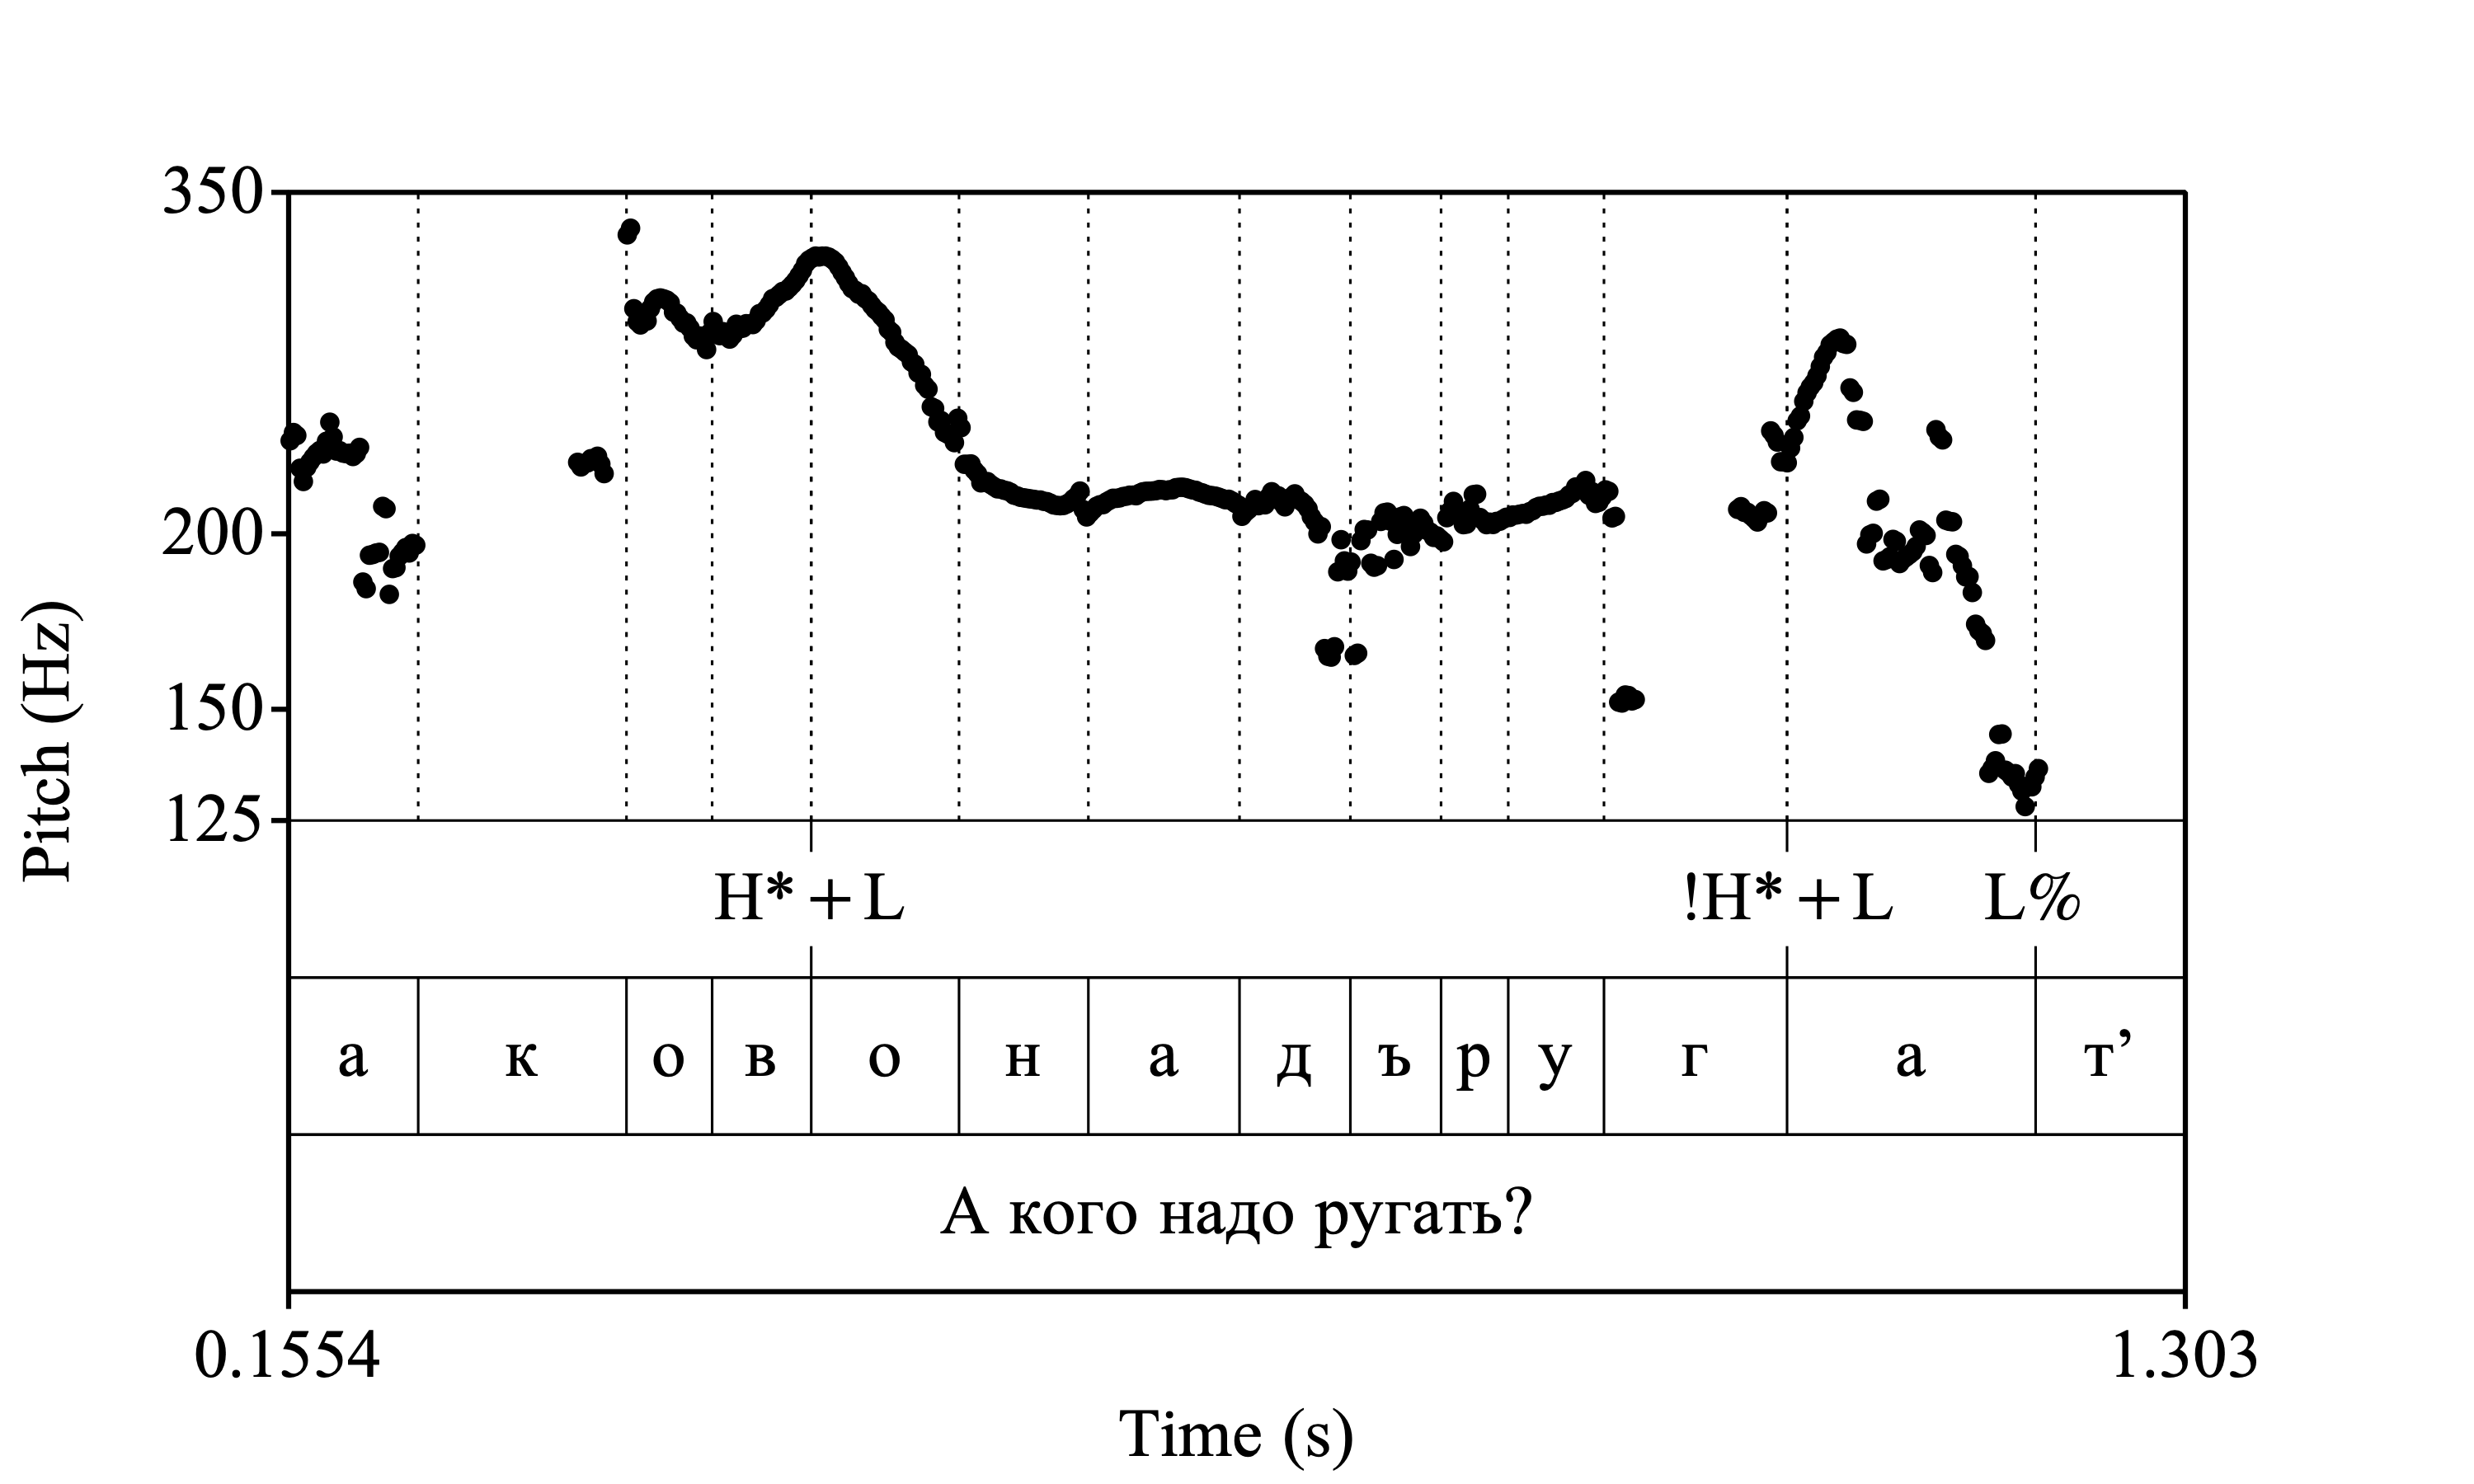 350
200
150
125
Pitch (Hz)
H*+L !H*+L L%
а к о в о н а д ъ р у г а т’
А кого надо ругать?
0.1554 1.303
Time (s)